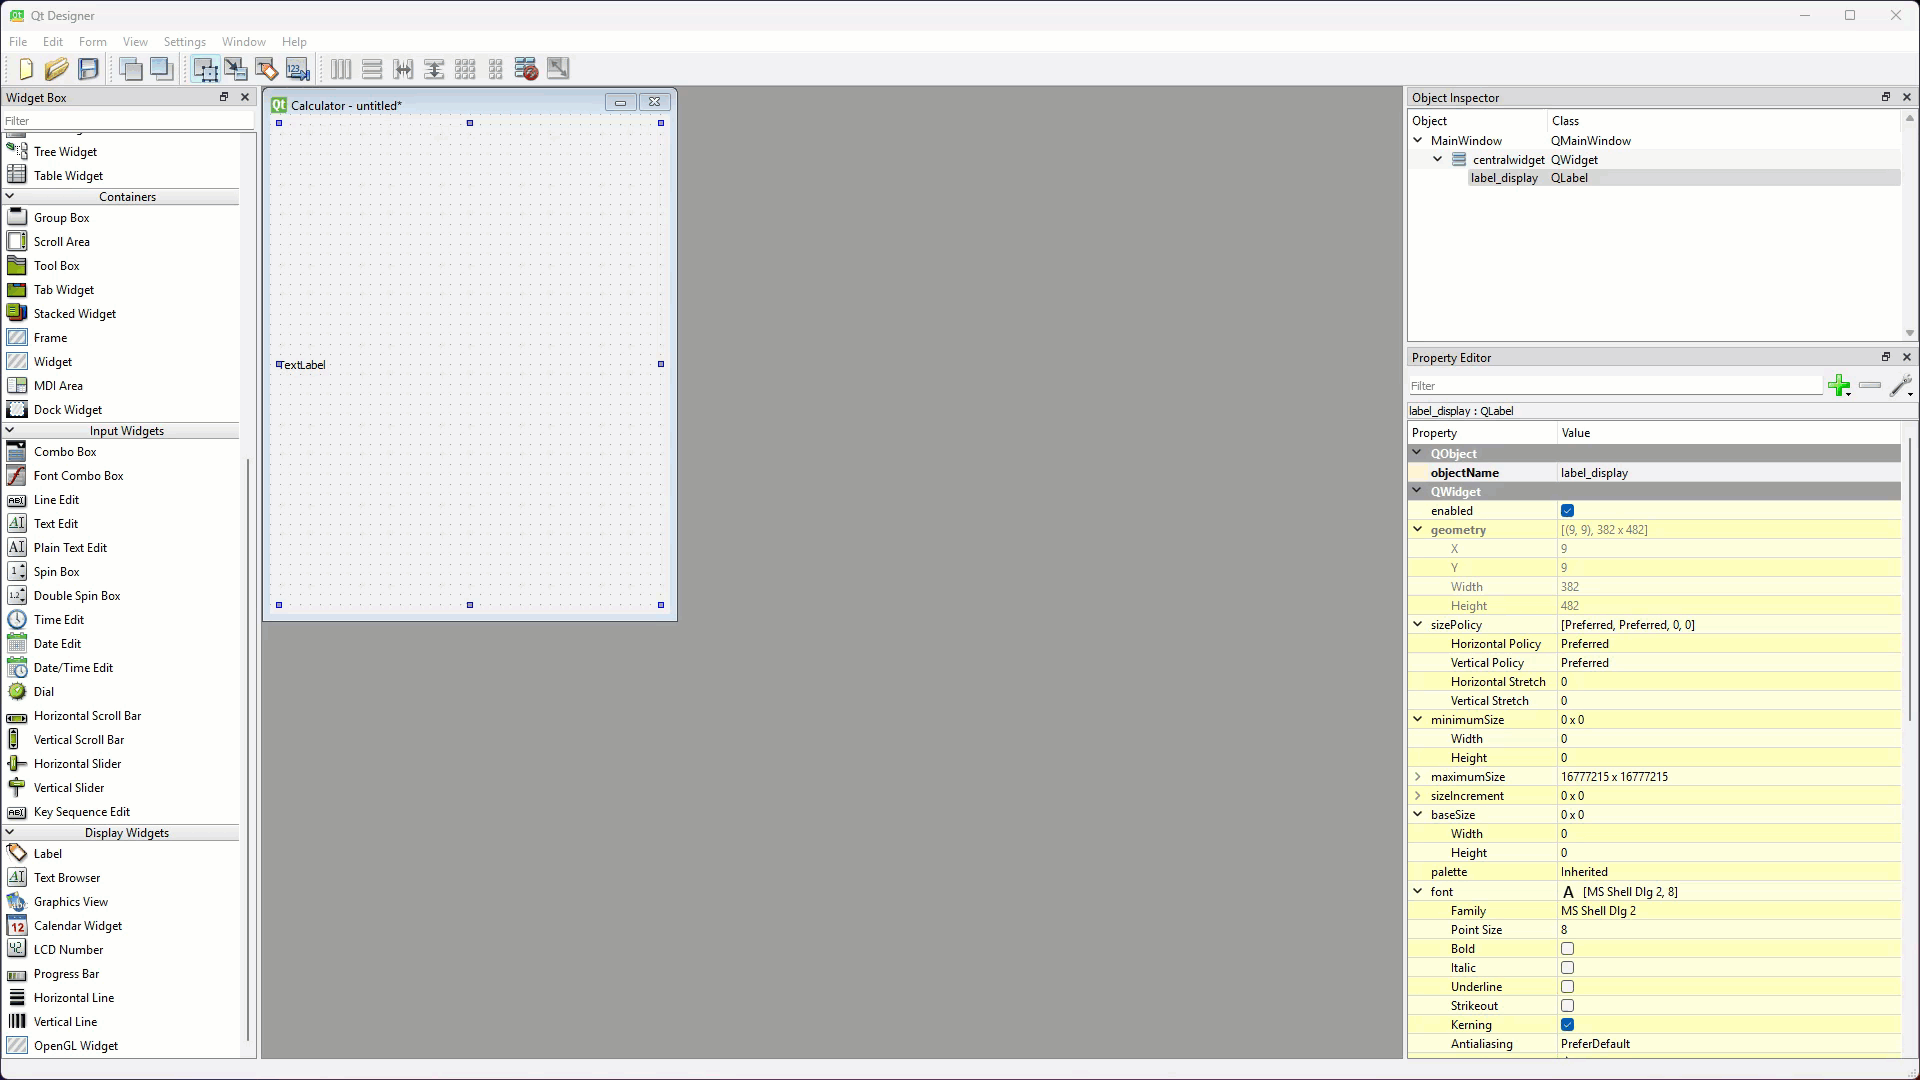 Qt Designer
File Edit Form View Settings Window Help
Widget Box
Filter
Tree Widget
Table Widget
Containers
Group Box
Scroll Area
Tool Box
Tab Widget
Stacked Widget
Frame
Widget
MDI Area
Dock Widget
Input Widgets
Combo Box
Font Combo Box
Line Edit
Text Edit
Plain Text Edit
Spin Box
Double Spin Box
Time Edit
Date Edit
Date/Time Edit
Dial
Horizontal Scroll Bar
Vertical Scroll Bar
Horizontal Slider
Vertical Slider
Key Sequence Edit
Display Widgets
Label
Text Browser
Graphics View
Calendar Widget
LCD Number
Progress Bar
Horizontal Line
Vertical Line
OpenGL Widget
Calculator - untitled*
TextLabel
Object Inspector
Object Class
MainWindow QMainWindow
centralwidget QWidget
label_display QLabel
Property Editor
Filter
label_display : QLabel
Property Value
QObject
objectName label_display
QWidget
enabled
geometry [(9, 9), 382 x 482]
X 9
Y 9
Width 382
Height 482
sizePolicy [Preferred, Preferred, 0, 0]
Horizontal Policy Preferred
Vertical Policy Preferred
Horizontal Stretch 0
Vertical Stretch 0
minimumSize 0 x 0
Width 0
Height 0
maximumSize 16777215 x 16777215
sizeIncrement 0 x 0
baseSize 0 x 0
Width 0
Height 0
palette Inherited
font A [MS Shell Dlg 2, 8]
Family MS Shell Dlg 2
Point Size 8
Bold
Italic
Underline
Strikeout
Kerning
Antialiasing PreferDefault